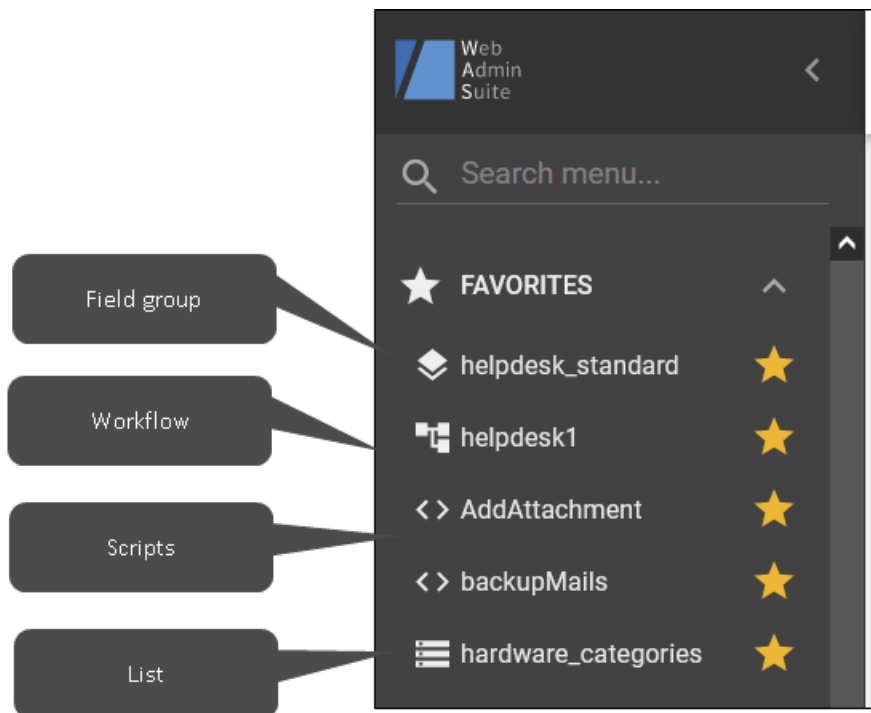 Web
Admin
Suite
Search menu...
FAVORITES
Field group
helpdesk_standard
Workflow
helpdesk1
AddAttachment
Scripts
backupMails
List
hardware_categories